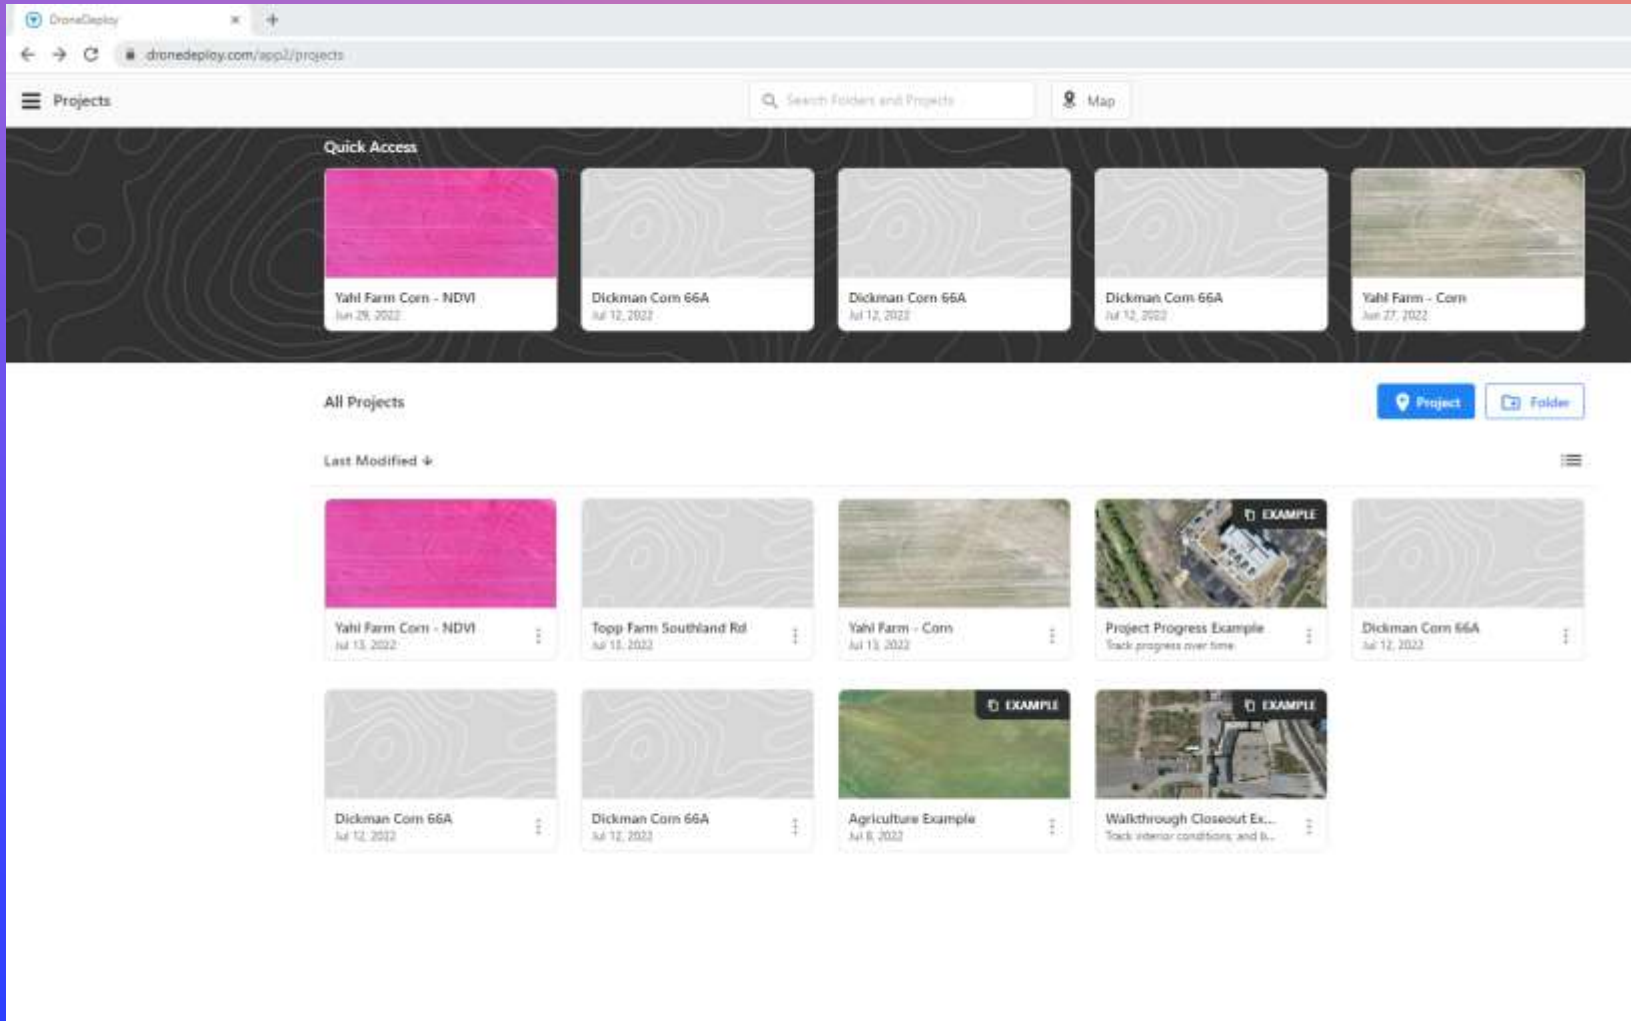 DroneDeploy
dronedeploy.com/app2/projects
Projects
Search Folders and Projects
Map
Quick Access
Yahl Farm Corn - NDVI
Jun 29, 2022
Dickman Corn 66A
Jul 12, 2022
Dickman Corn 66A
Jul 12, 2022
Dickman Corn 66A
Jul 12, 2022
Yahl Farm - Corn
Jun 27, 2022
All Projects
Project
Folder
Last Modified
Yahl Farm Corn - NDVI
Jul 13, 2022
Topp Farm Southland Rd
Jul 13, 2022
Yahl Farm - Corn
Jul 13, 2022
EXAMPLE
Project Progress Example
Track progress over time
Dickman Corn 66A
Jul 12, 2022
Dickman Corn 66A
Jul 12, 2022
Dickman Corn 66A
Jul 12, 2022
EXAMPLE
Agriculture Example
Jul 8, 2022
EXAMPLE
Walkthrough Closeout Ex...
Track interior conditions, and b...